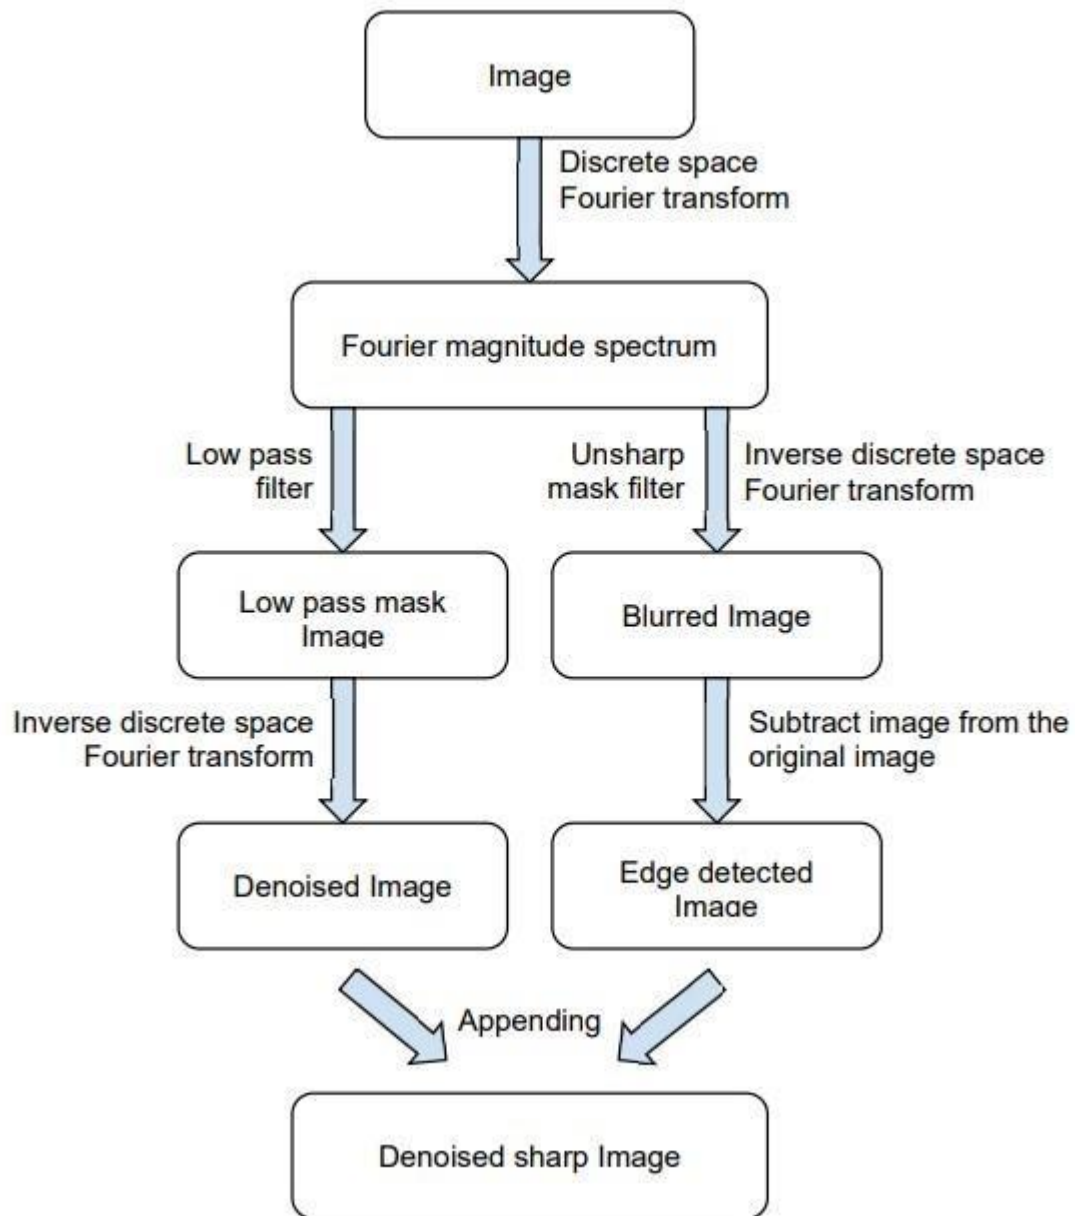 Image
Discrete space
Fourier transform
Fourier magnitude spectrum
Low pass
filter
Unsharp
mask filter
Inverse discrete space
Fourier transform
Low pass mask
Image
Blurred Image
Inverse discrete space
Fourier transform
Subtract image from the
original image
Denoised Image
Edge detected
Image
Appending
Denoised sharp Image